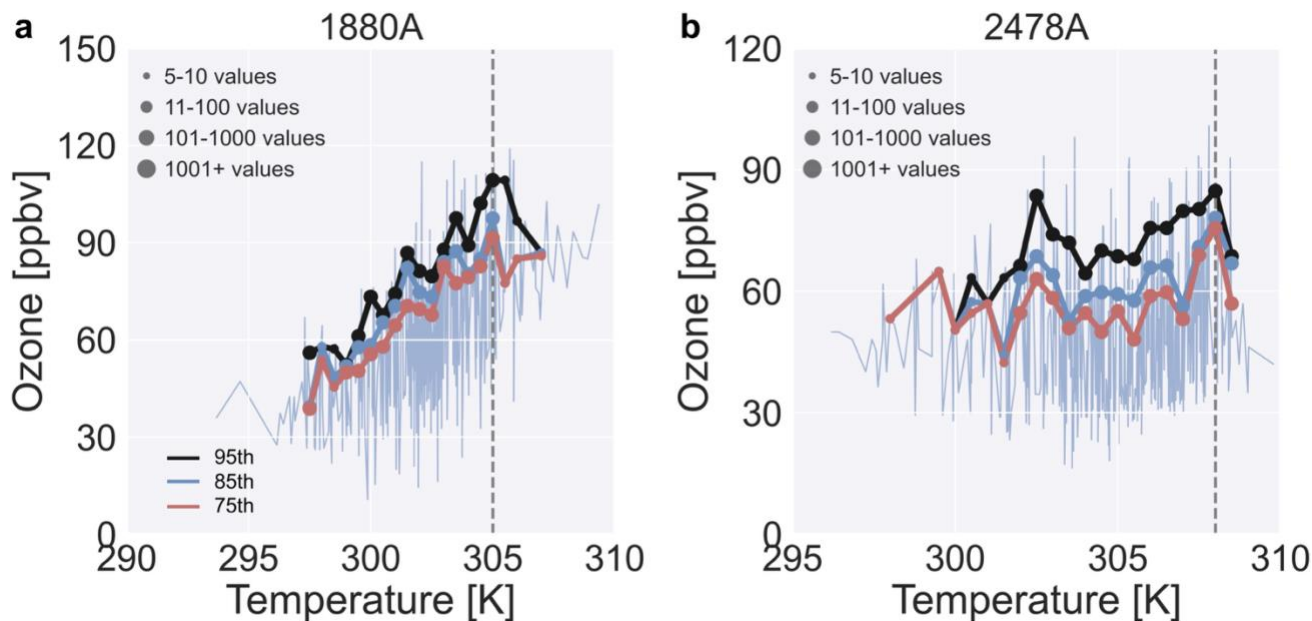 a
1880A
150
120
90
60
30
0
Ozone [ppbv]
5-10 values
11-100 values
101-1000 values
1001+ values
95th
85th
75th
290
295
300
305
310
Temperature [K]
b
2478A
120
90
60
30
0
Ozone [ppbv]
5-10 values
11-100 values
101-1000 values
1001+ values
295
300
305
310
Temperature [K]